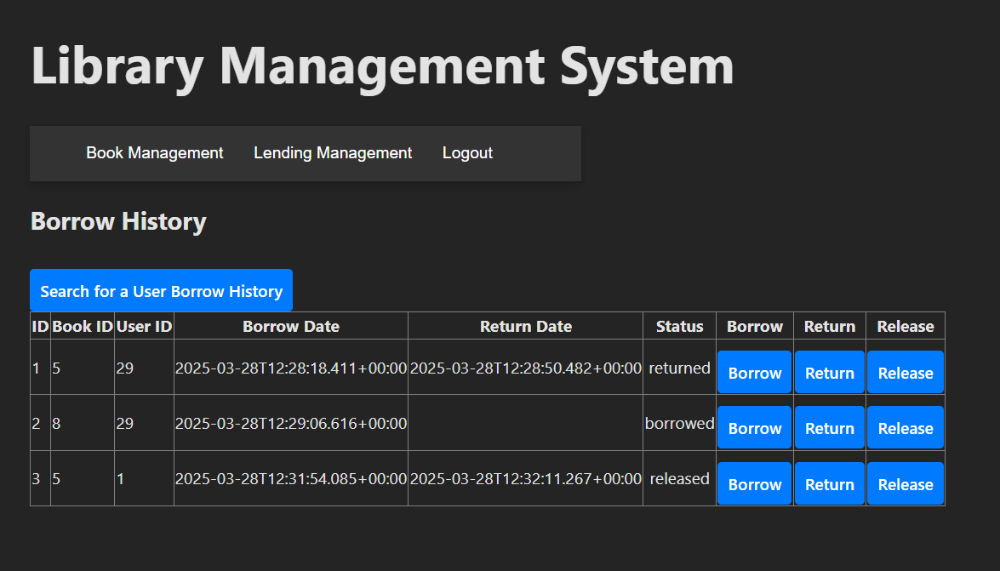 Library Management System
Book Management Lending Management Logout
Borrow History
Search for a User Borrow History
ID Book ID User ID Borrow Date Return Date Status Borrow Return Release
1 5 29 2025-03-28T12:28:18.411+00:00 2025-03-28T12:28:50.482+00:00 returned Borrow Return Release
2 8 29 2025-03-28T12:29:06.616+00:00 borrowed Borrow Return Release
3 5 1 2025-03-28T12:31:54.085+00:00 2025-03-28T12:32:11.267+00:00 released Borrow Return Release